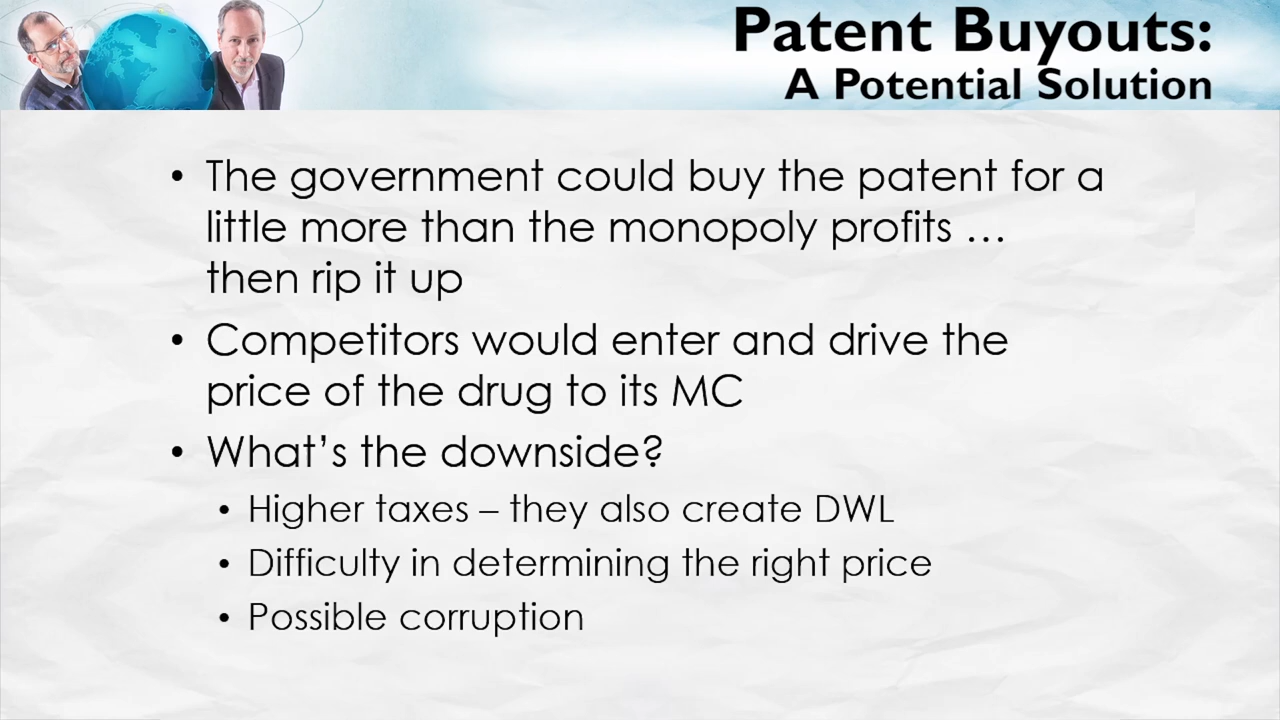 Patent Buyouts:
A Potential Solution
• The government could buy the patent for a
little more than the monopoly profits …
then rip it up
• Competitors would enter and drive the
price of the drug to its MC
• What’s the downside?
• Higher taxes – they also create DWL
• Difficulty in determining the right price
• Possible corruption